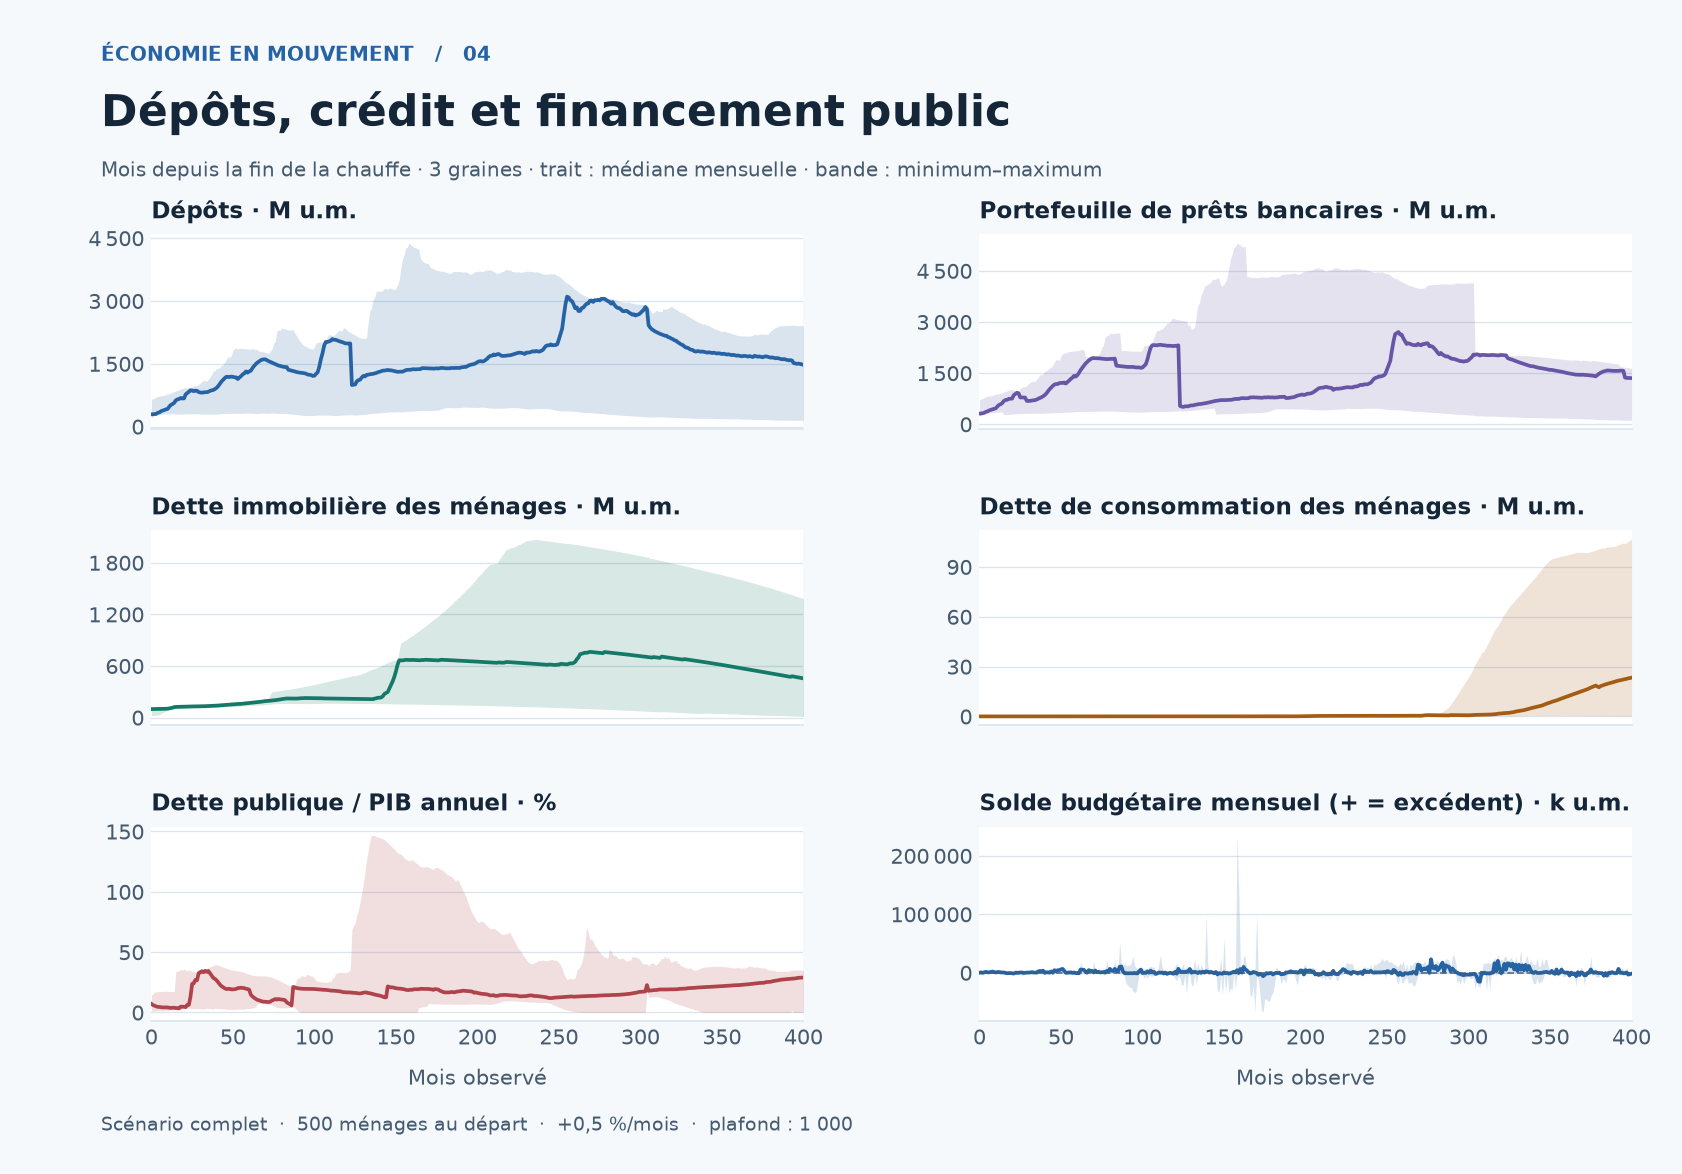 ÉCONOMIE EN MOUVEMENT / 04
Dépôts, crédit et financement public
Mois depuis la fin de la chauffe · 3 graines · trait : médiane mensuelle · bande : minimum–maximum
Dépôts · M u.m.
4 500
3 000
1 500
0
Portefeuille de prêts bancaires · M u.m.
4 500
3 000
1 500
0
Dette immobilière des ménages · M u.m.
1 800
1 200
600
0
Dette de consommation des ménages · M u.m.
90
60
30
0
Dette publique / PIB annuel · %
150
100
50
0
0 50 100 150 200 250 300 350 400
Mois observé
Solde budgétaire mensuel (+ = excédent) · k u.m.
200 000
100 000
0
0 50 100 150 200 250 300 350 400
Mois observé
Scénario complet · 500 ménages au départ · +0,5 %/mois · plafond : 1 000